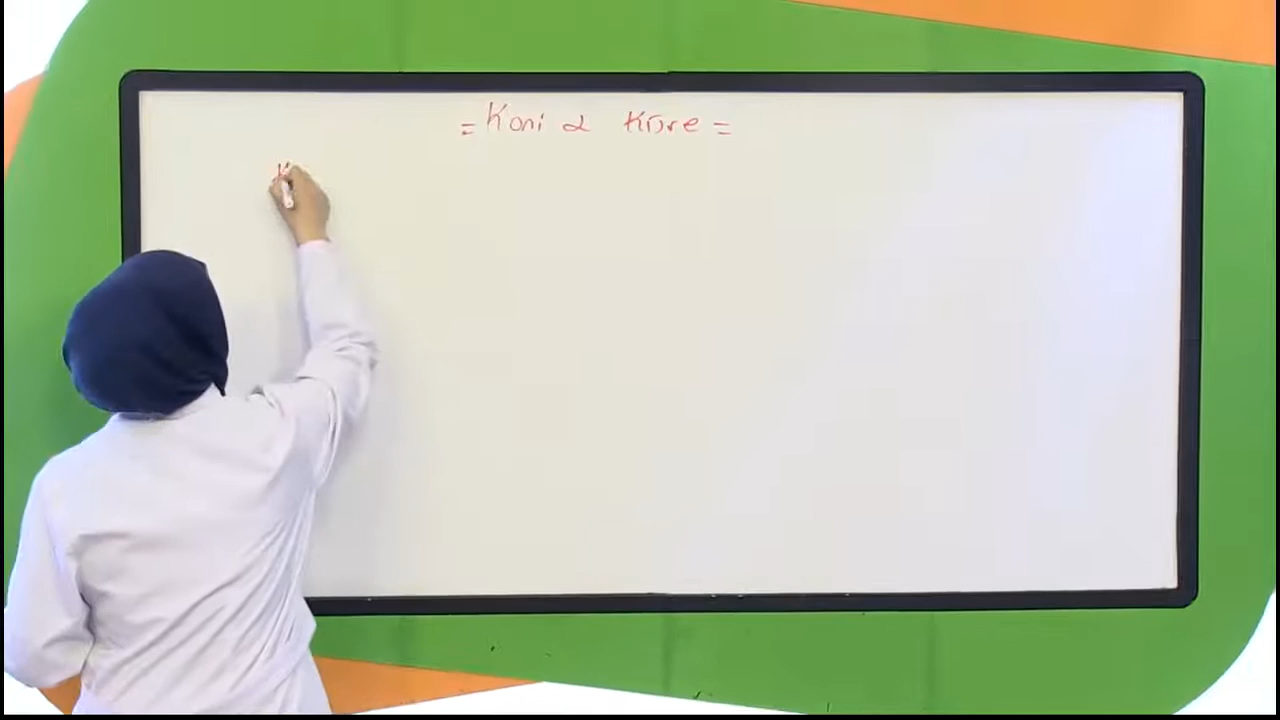 = Koni & Küre =
K